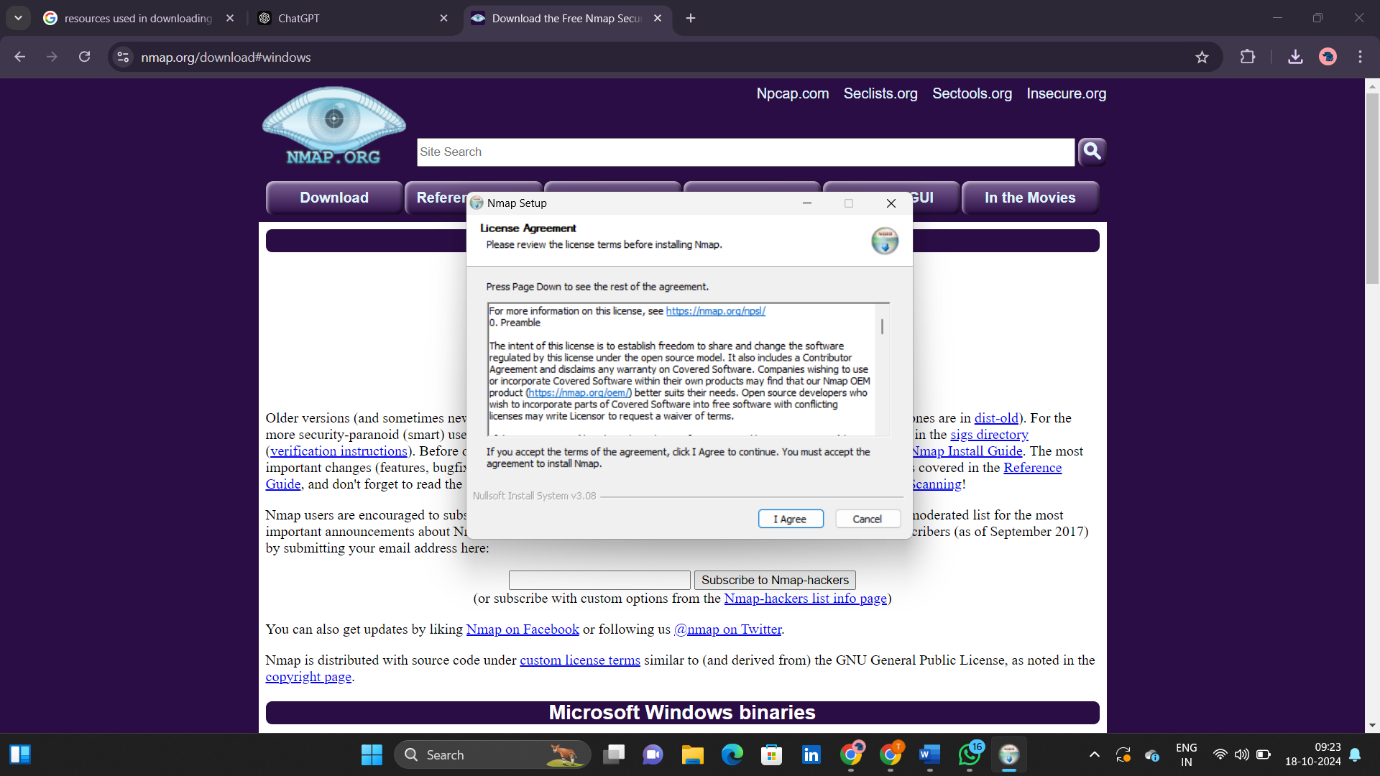 resources used in downloading
ChatGPT
Download the Free Nmap Secu
nmap.org/download#windows
Npcap.com Seclists.org Sectools.org Insecure.org
NMAP.ORG
Site Search
Download Refere GUI In the Movies
Nmap Setup
License Agreement
Please review the license terms before installing Nmap.
Press Page Down to see the rest of the agreement.
For more information on this license, see https://nmap.org/npsl/
0. Preamble
The intent of this license is to establish freedom to share and change the software
regulated by this license under the open source model. It also includes a Contributor
Agreement and disclaims any warranty on Covered Software. Companies wishing to use
or incorporate Covered Software within their own products may find that our Nmap OEM
product (https://nmap.org/oem/) better suits their needs. Open source developers who
wish to incorporate parts of Covered Software into free software with conflicting
licenses may write Licensor to request a waiver of terms.
If you accept the terms of the agreement, click I Agree to continue. You must accept the
agreement to install Nmap.
Nullsoft Install System v3.08
I Agree Cancel
Older versions (and sometimes new ones are in dist-old). For the
more security-paranoid (smart) use in the sigs directory
(verification instructions). Before Nmap Install Guide. The most
important changes (features, bugfix covered in the Reference
Guide, and don't forget to read the Scanning!
Nmap users are encouraged to subs moderated list for the most
important announcements about N cribers (as of September 2017)
by submitting your email address here:
Subscribe to Nmap-hackers
(or subscribe with custom options from the Nmap-hackers list info page)
You can also get updates by liking Nmap on Facebook or following us @nmap on Twitter.
Nmap is distributed with source code under custom license terms similar to (and derived from) the GNU General Public License, as noted in the
copyright page.
Microsoft Windows binaries
Search
16
ENG
IN
09:23
18-10-2024